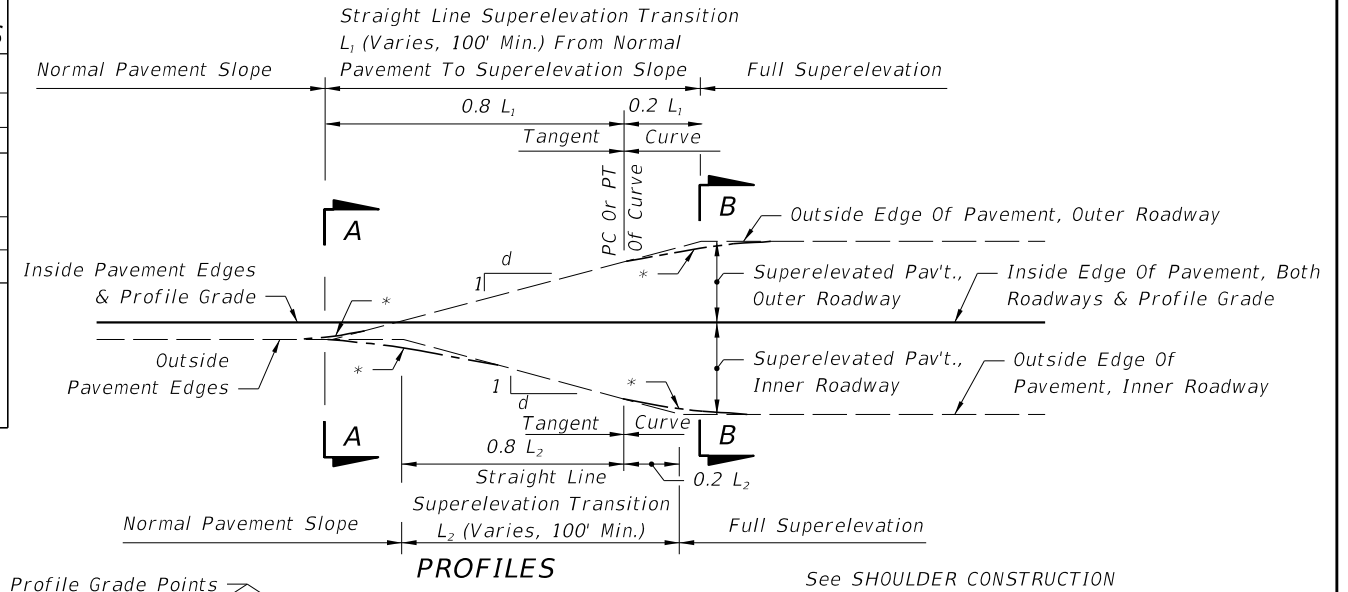 S
Straight Line Superelevation Transition
L₁ (Varies, 100' Min.) From Normal
Normal Pavement Slope
Pavement To Superelevation Slope
Full Superelevation
0.8 L₁
0.2 L₁
Tangent
Curve
PC Or PT
Of Curve
A
B
Outside Edge Of Pavement, Outer Roadway
Inside Pavement Edges
& Profile Grade
*
d
1
*
Superelevated Pav't.,
Outer Roadway
Inside Edge Of Pavement, Both
Roadways & Profile Grade
Outside
Pavement Edges
*
1
d
*
Superelevated Pav't.,
Inner Roadway
Outside Edge Of
Pavement, Inner Roadway
A
Tangent
Curve
B
0.8 L₂
0.2 L₂
Straight Line
Superelevation Transition
L₂ (Varies, 100' Min.)
Normal Pavement Slope
Full Superelevation
PROFILES
Profile Grade Points
See SHOULDER CONSTRUCTION